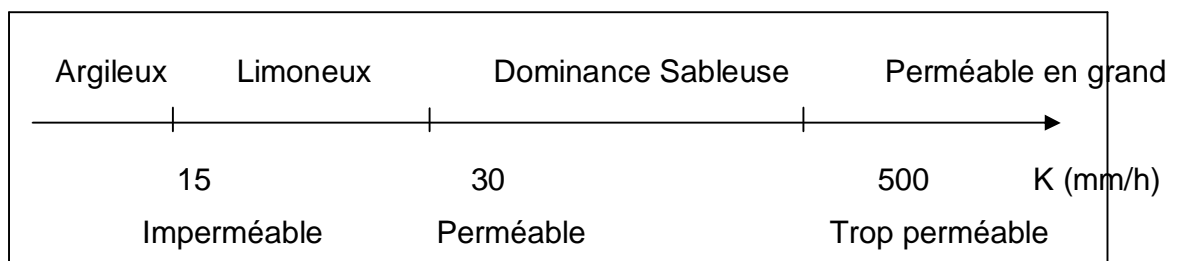 Argileux Limoneux Dominance Sableuse Perméable en grand
15 30 500 K (mm/h)
Imperméable Perméable Trop perméable